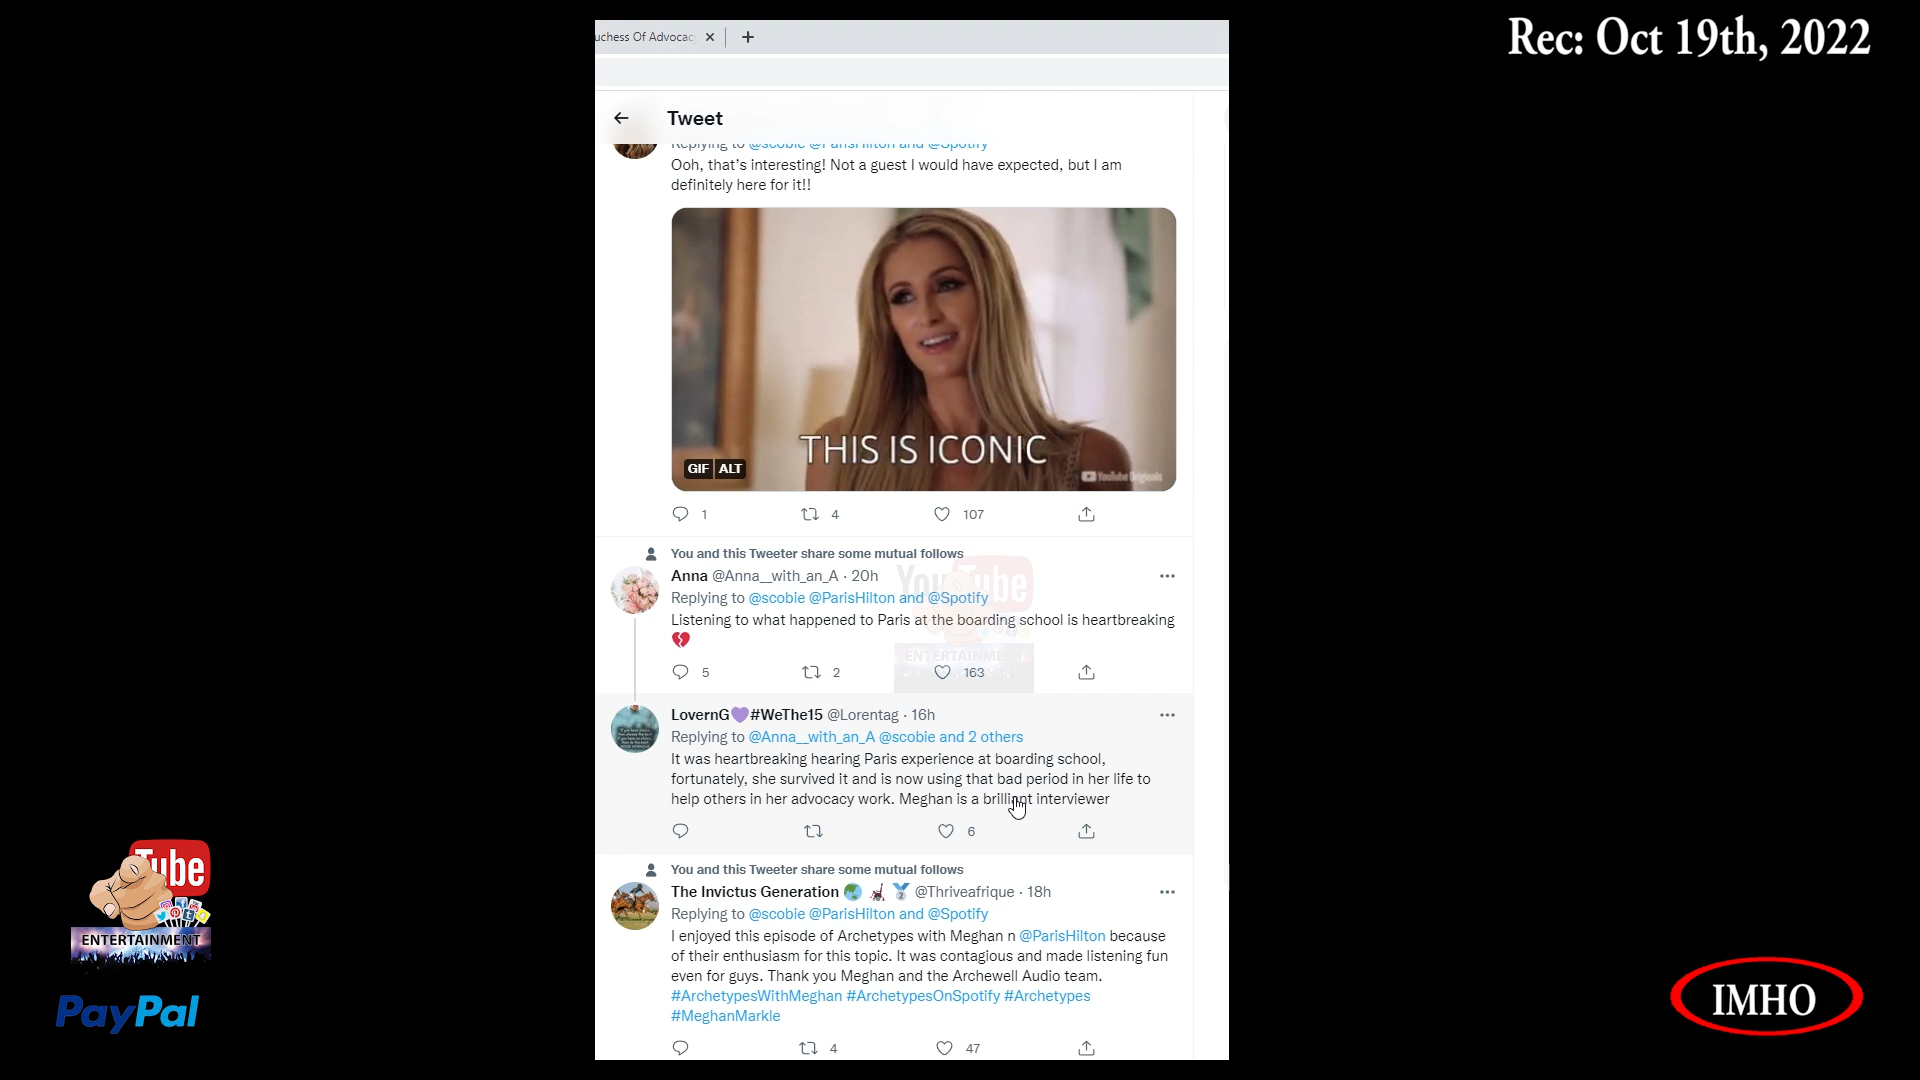 Rec: Oct 19th, 2022
uchess Of Advocac
Tweet
Replying to @scobie @ParisHilton and @Spotify
Ooh, that's interesting! Not a guest I would have expected, but I am
definitely here for it!!
THIS IS ICONIC
GIF ALT
YouTube Originals
1 4 107
You and this Tweeter share some mutual follows
Anna @Anna__with_an_A · 20h
Replying to @scobie @ParisHilton and @Spotify
Listening to what happened to Paris at the boarding school is heartbreaking
💔
YouTube
ENTERTAINMENT
5 2 163
LovernG💜#WeThe15 @Lorentag · 16h
Replying to @Anna__with_an_A @scobie and 2 others
It was heartbreaking hearing Paris experience at boarding school,
fortunately, she survived it and is now using that bad period in her life to
help others in her advocacy work. Meghan is a brilliant interviewer
6
You and this Tweeter share some mutual follows
The Invictus Generation 🌍 👩‍🦽 🥈 @Thriveafrique · 18h
Replying to @scobie @ParisHilton and @Spotify
I enjoyed this episode of Archetypes with Meghan n @ParisHilton because
of their enthusiasm for this topic. It was contagious and made listening fun
even for guys. Thank you Meghan and the Archewell Audio team.
#ArchetypesWithMeghan #ArchetypesOnSpotify #Archetypes
#MeghanMarkle
4 47
Tube
ENTERTAINMENT
PayPal
IMHO